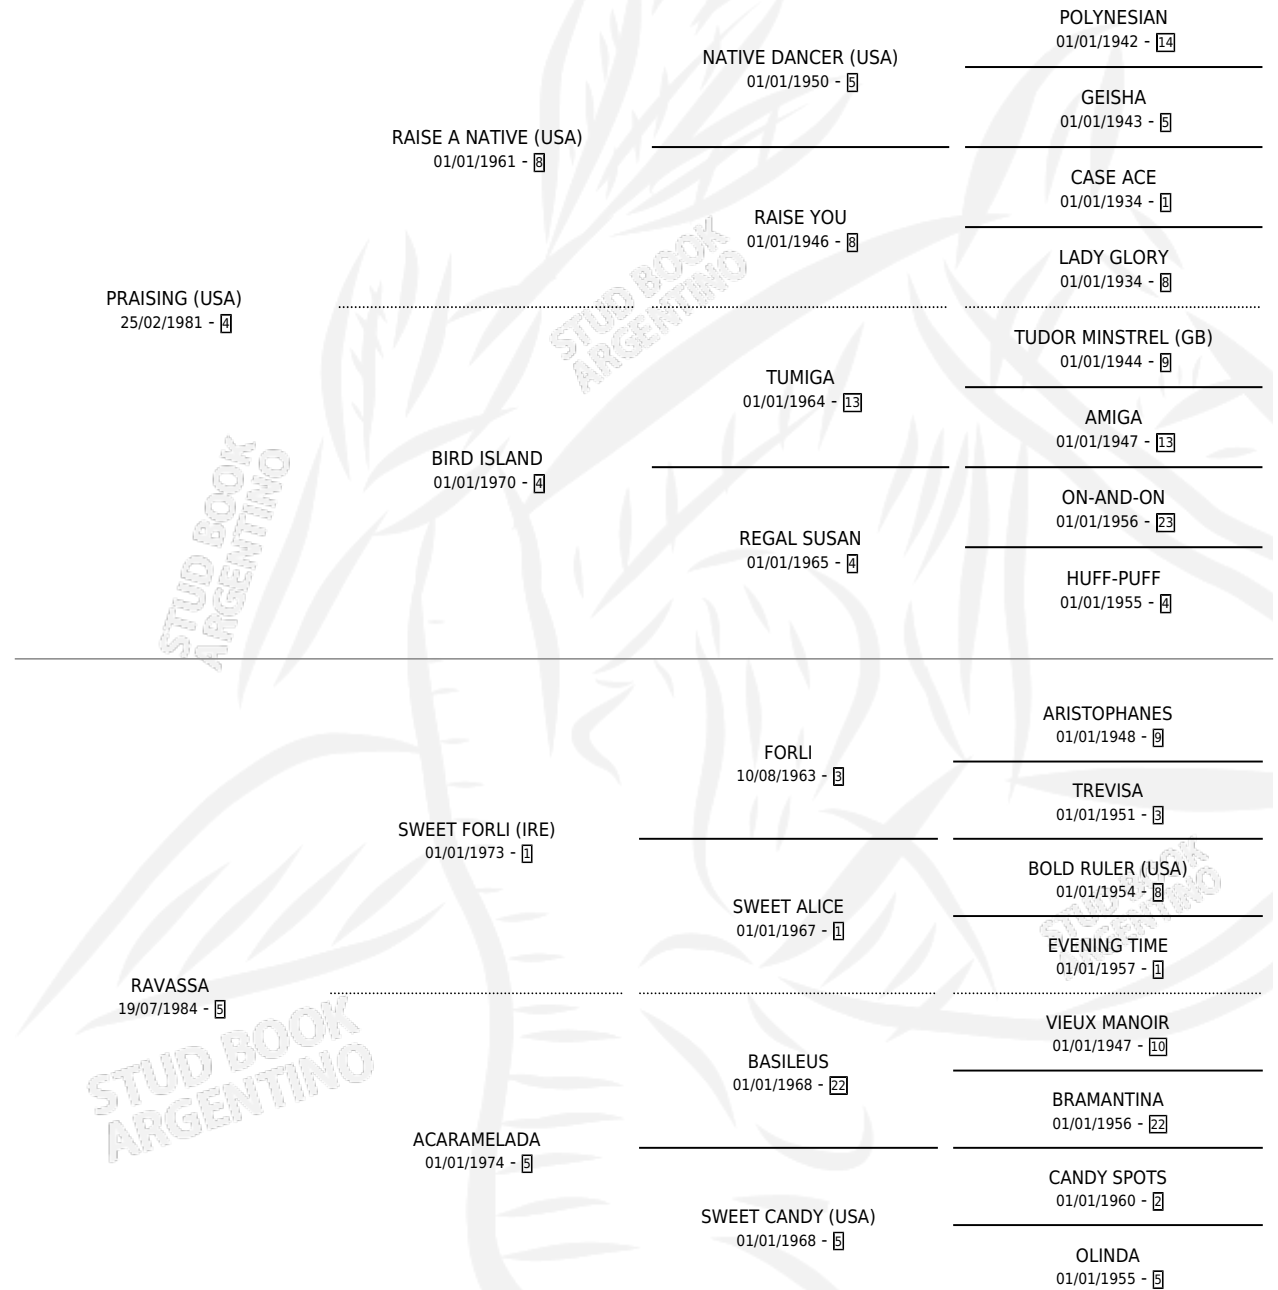 POLYNESIAN
01/01/1942 - 14
NATIVE DANCER (USA)
01/01/1950 - 5
GEISHA
01/01/1943 - 5
RAISE A NATIVE (USA)
01/01/1961 - 8
CASE ACE
01/01/1934 - 1
RAISE YOU
01/01/1946 - 8
LADY GLORY
01/01/1934 - 8
PRAISING (USA)
25/02/1981 - 4
TUDOR MINSTREL (GB)
01/01/1944 - 9
TUMIGA
01/01/1964 - 13
AMIGA
01/01/1947 - 13
BIRD ISLAND
01/01/1970 - 4
ON-AND-ON
01/01/1956 - 23
REGAL SUSAN
01/01/1965 - 4
HUFF-PUFF
01/01/1955 - 4
ARISTOPHANES
01/01/1948 - 9
FORLI
10/08/1963 - 3
TREVISA
01/01/1951 - 3
SWEET FORLI (IRE)
01/01/1973 - 1
BOLD RULER (USA)
01/01/1954 - 8
SWEET ALICE
01/01/1967 - 1
EVENING TIME
01/01/1957 - 1
RAVASSA
19/07/1984 - 5
VIEUX MANOIR
01/01/1947 - 10
BASILEUS
01/01/1968 - 22
BRAMANTINA
01/01/1956 - 22
ACARAMELADA
01/01/1974 - 5
CANDY SPOTS
01/01/1960 - 2
SWEET CANDY (USA)
01/01/1968 - 5
OLINDA
01/01/1955 - 5
STUD BOOK
ARGENTINO
STUD BOOK
ARGENTINO
STUD BOOK
ARGENTINO
STUD BOOK
ARGENTINO